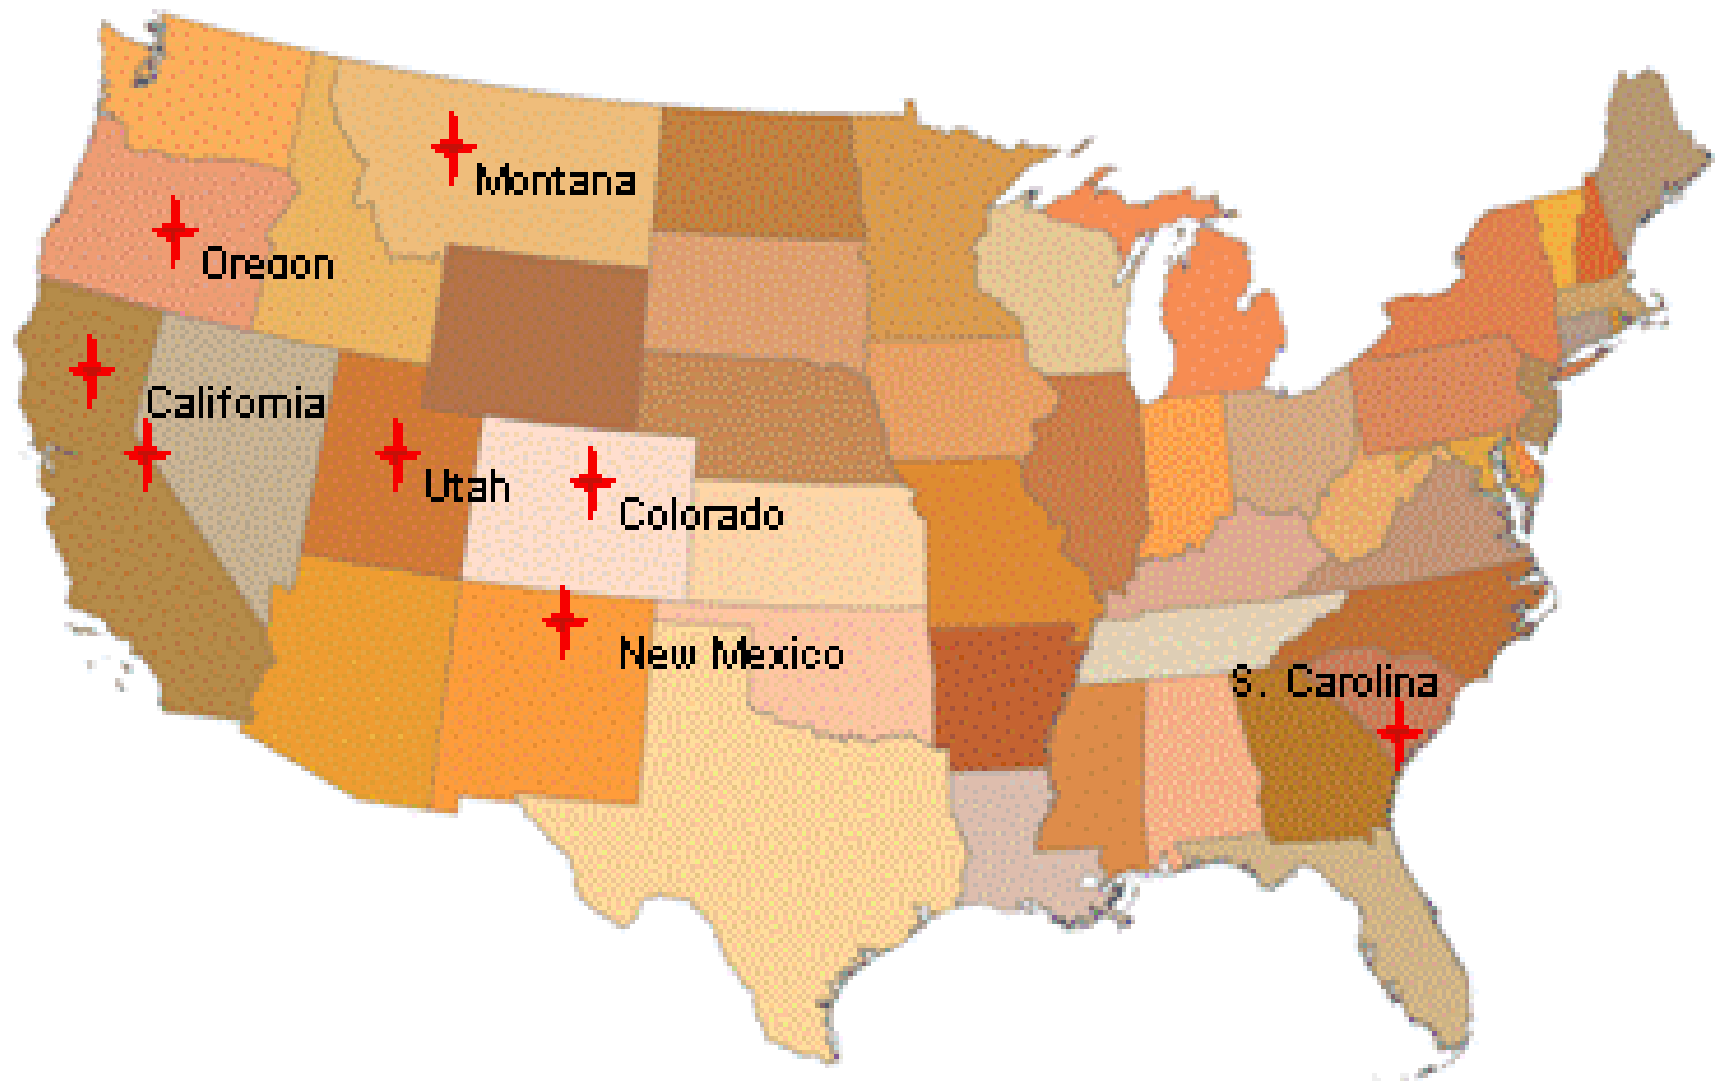 Montana
Oregon
California
Utah
Colorado
New Mexico
S. Carolina